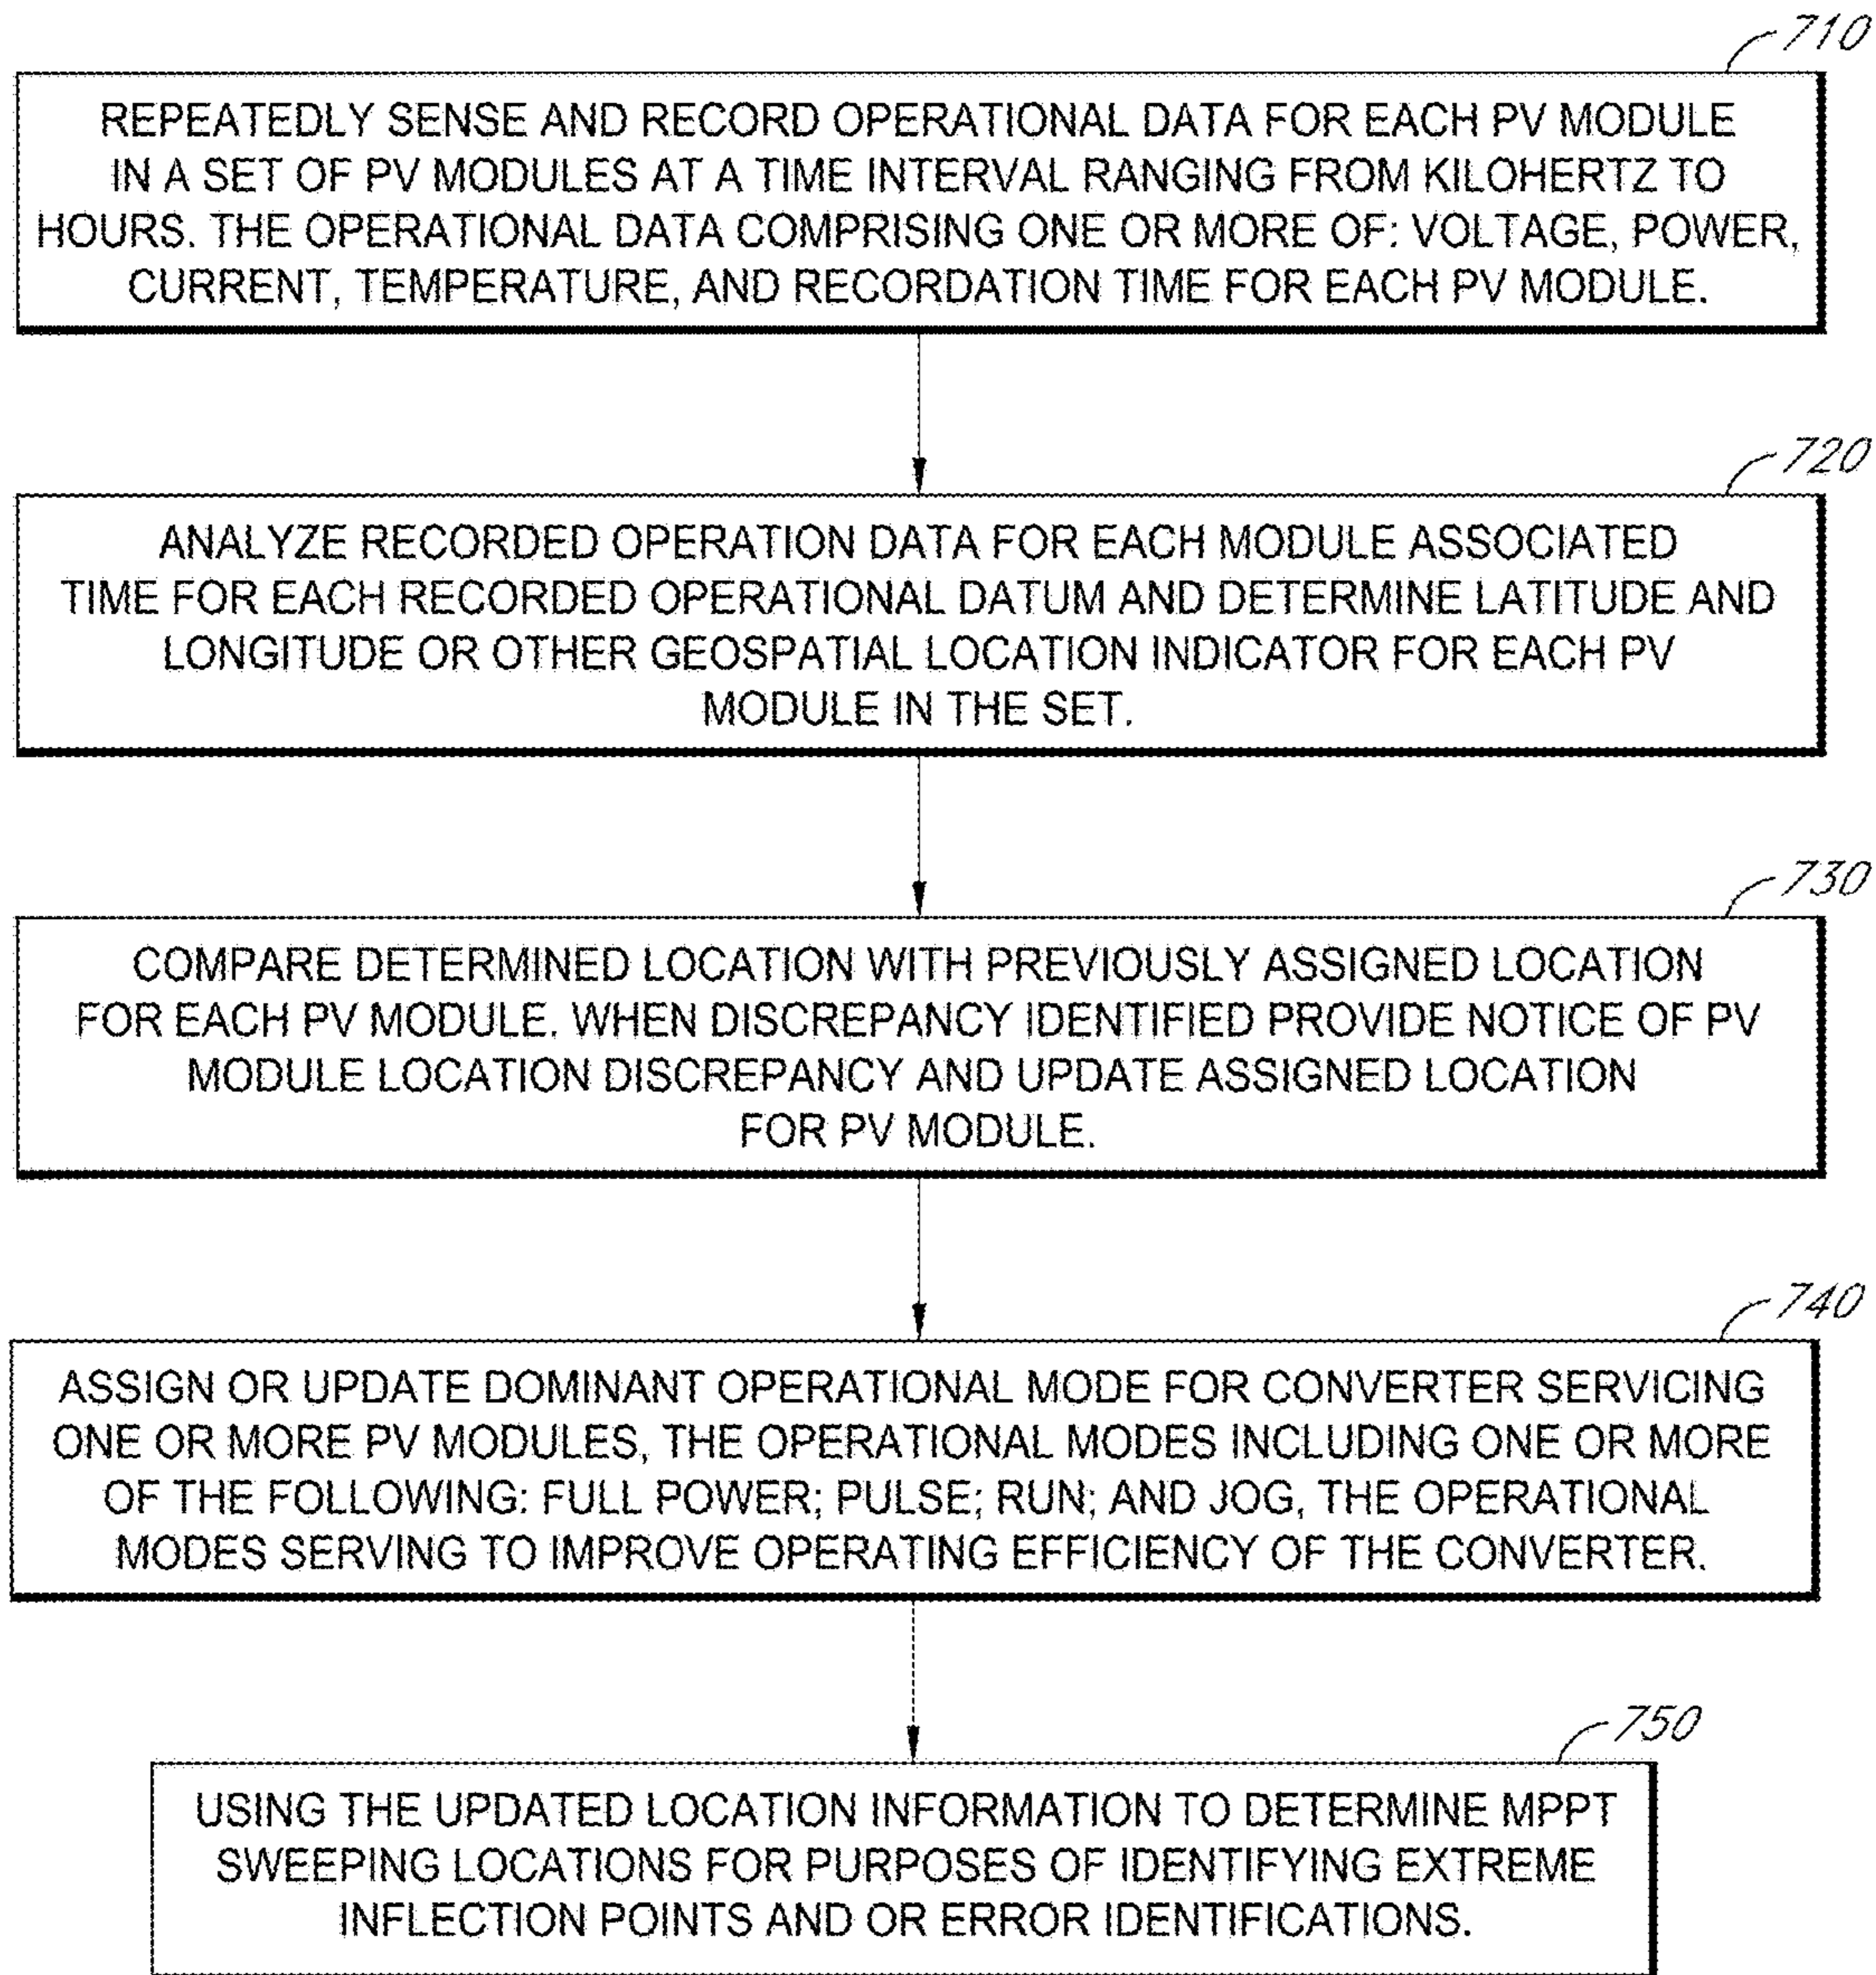 710
REPEATEDLY SENSE AND RECORD OPERATIONAL DATA FOR EACH PV MODULE
IN A SET OF PV MODULES AT A TIME INTERVAL RANGING FROM KILOHERTZ TO
HOURS. THE OPERATIONAL DATA COMPRISING ONE OR MORE OF: VOLTAGE, POWER,
CURRENT, TEMPERATURE, AND RECORDATION TIME FOR EACH PV MODULE.
720
ANALYZE RECORDED OPERATION DATA FOR EACH MODULE ASSOCIATED
TIME FOR EACH RECORDED OPERATIONAL DATUM AND DETERMINE LATITUDE AND
LONGITUDE OR OTHER GEOSPATIAL LOCATION INDICATOR FOR EACH PV
MODULE IN THE SET.
730
COMPARE DETERMINED LOCATION WITH PREVIOUSLY ASSIGNED LOCATION
FOR EACH PV MODULE. WHEN DISCREPANCY IDENTIFIED PROVIDE NOTICE OF PV
MODULE LOCATION DISCREPANCY AND UPDATE ASSIGNED LOCATION
FOR PV MODULE.
740
ASSIGN OR UPDATE DOMINANT OPERATIONAL MODE FOR CONVERTER SERVICING
ONE OR MORE PV MODULES, THE OPERATIONAL MODES INCLUDING ONE OR MORE
OF THE FOLLOWING: FULL POWER; PULSE; RUN; AND JOG, THE OPERATIONAL
MODES SERVING TO IMPROVE OPERATING EFFICIENCY OF THE CONVERTER.
750
USING THE UPDATED LOCATION INFORMATION TO DETERMINE MPPT
SWEEPING LOCATIONS FOR PURPOSES OF IDENTIFYING EXTREME
INFLECTION POINTS AND OR ERROR IDENTIFICATIONS.